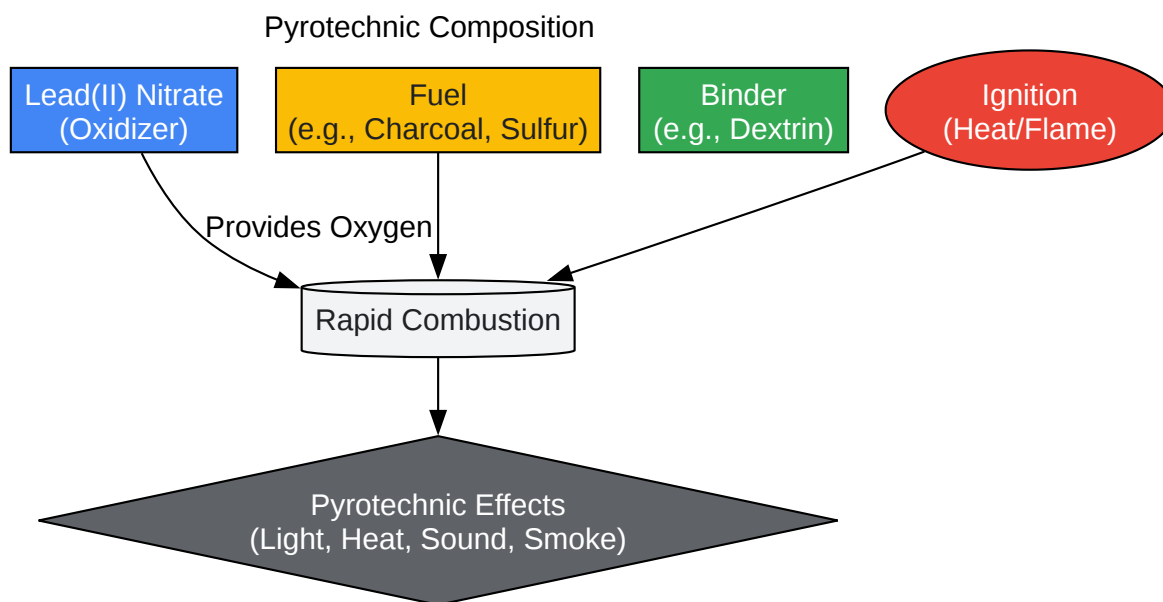 Pyrotechnic Composition
Lead(II) Nitrate
(Oxidizer)
Fuel
(e.g., Charcoal, Sulfur)
Binder
(e.g., Dextrin)
Ignition
(Heat/Flame)
Provides Oxygen
Rapid Combustion
Pyrotechnic Effects
(Light, Heat, Sound, Smoke)